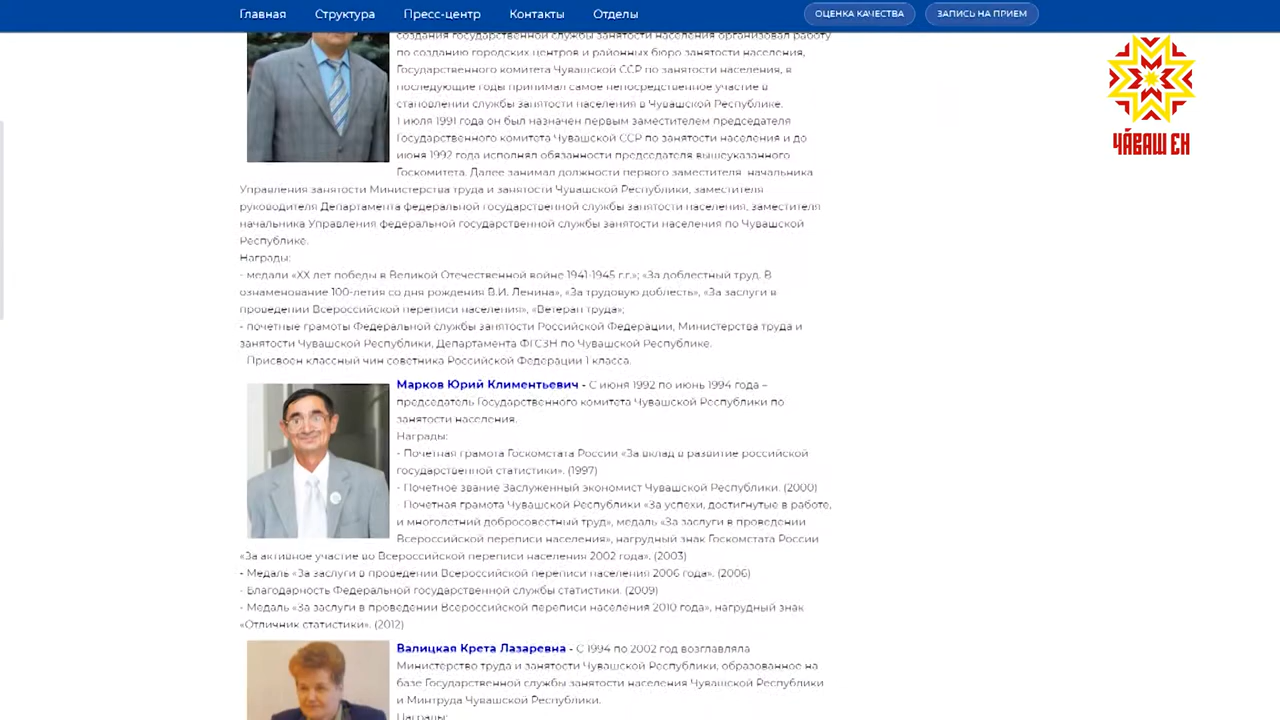 Главная Структура Пресс-центр Контакты Отделы ОЦЕНКА КАЧЕСТВА ЗАПИСЬ НА ПРИЕМ
создания государственной службы занятости населения организовал работу
по созданию городских центров и районных бюро занятости населения,
Государственного комитета Чувашской ССР по занятости населения, в
последующие годы принимал самое непосредственное участие в
становлении службы занятости населения в Чувашской Республике.
1 июля 1991 года он был назначен первым заместителем председателя
Государственного комитета Чувашской ССР по занятости населения и до
июня 1992 года исполнял обязанности председателя вышеуказанного
Госкомитета. Далее занимал должности первого заместителя начальника
Управления занятости Министерства труда и занятости Чувашской Республики, заместителя
руководителя Департамента федеральной государственной службы занятости населения, заместителя
начальника Управления федеральной государственной службы занятости населения по Чувашской
Республике.
Награды:
- медали «XX лет победы в Великой Отечественной войне 1941-1945 г.г.»; «За доблестный труд. В
ознаменование 100-летия со дня рождения В.И. Ленина», «За трудовую доблесть», «За заслуги в
проведении Всероссийской переписи населения», «Ветеран труда»;
- почетные грамоты Федеральной службы занятости Российской Федерации, Министерства труда и
занятости Чувашской Республики, Департамента ФГСЗН по Чувашской Республике.
Присвоен классный чин советника Российской Федерации 1 класса.
Марков Юрий Климентьевич - С июня 1992 по июнь 1994 года –
председатель Государственного комитета Чувашской Республики по
занятости населения.
Награды:
- Почетная грамота Госкомстата России «За вклад в развитие российской
государственной статистики». (1997)
- Почетное звание Заслуженный экономист Чувашской Республики. (2000)
- Почетная грамота Чувашской Республики «За успехи, достигнутые в работе,
и многолетний добросовестный труд», медаль «За заслуги в проведении
Всероссийской переписи населения», нагрудный знак Госкомстата России
«За активное участие во Всероссийской переписи населения 2002 года». (2003)
- Медаль «За заслуги в проведении Всероссийской переписи населения 2006 года». (2006)
- Благодарность Федеральной государственной службы статистики. (2009)
- Медаль «За заслуги в проведении Всероссийской переписи населения 2010 года», нагрудный знак
«Отличник статистики». (2012)
Валицкая Крета Лазаревна - С 1994 по 2002 год возглавляла
Министерство труда и занятости Чувашской Республики, образованное на
базе Государственной службы занятости населения Чувашской Республики
и Минтруда Чувашской Республики.
Награды:
ЧĂВАШ ЕН